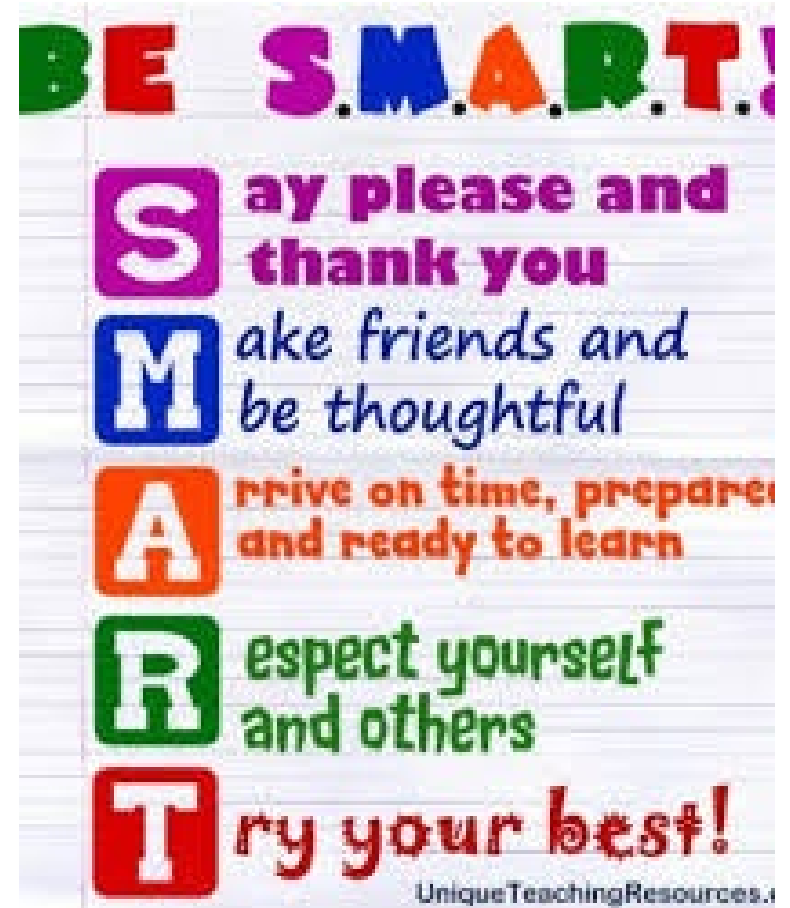 BE S.M.A.R.T.!
Say please and
thank you
Make friends and
be thoughtful
Arrive on time, prepare
and ready to learn
Respect yourself
and others
Try your best!
UniqueTeachingResources.